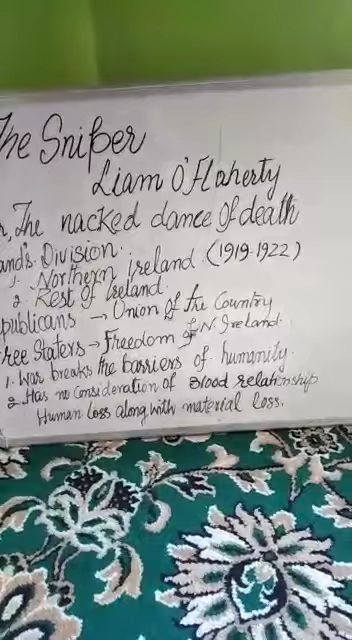 The Sniper
Liam O'Flaherty
The nacked dance of death
and's Division.
1. Northern ireland (1919-1922)
2. Rest of Ireland.
publicans → Union of the Country
ree Staters → Freedom of N. Ireland.
1. War breaks the barriers of humanity.
2. Has no Consideration of Blood relationship
Human Loss along with material loss.